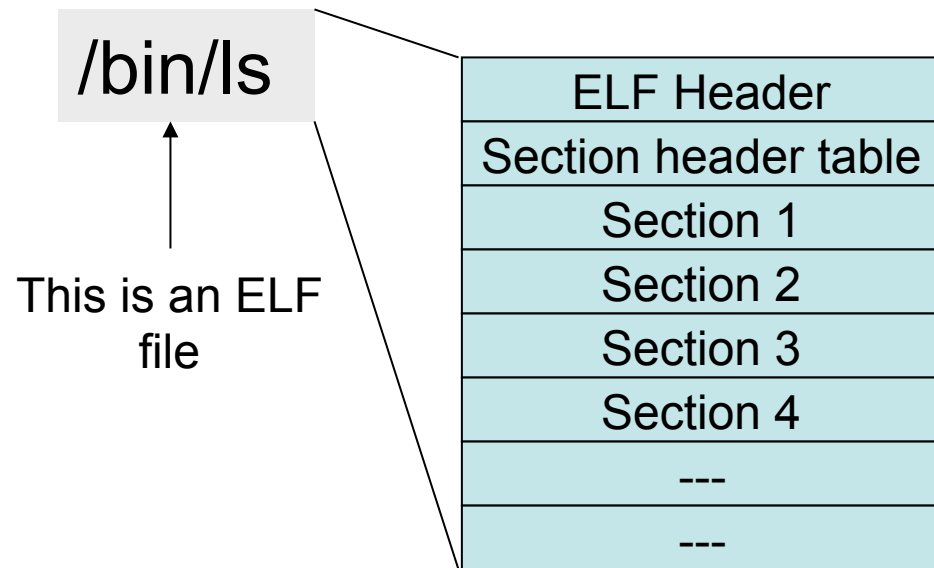 /bin/ls
This is an ELF
file
ELF Header
Section header table
Section 1
Section 2
Section 3
Section 4
---
---